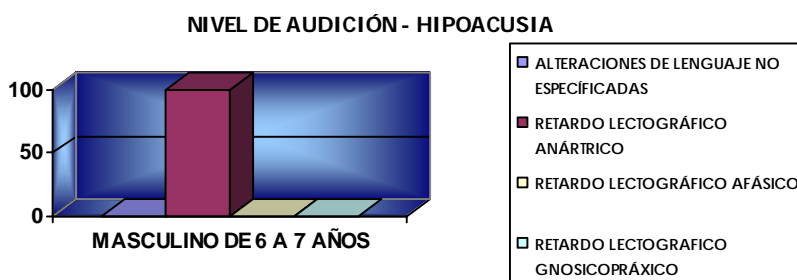 NIVEL DE AUDICIÓN - HIPOACUSIA
100
50
0
MASCULINO DE 6 A 7 AÑOS
ALTERACIONES DE LENGUAJE NO
ESPECÍFICADAS
RETARDO LECTOGRÁFICO
ANÁRTRICO
RETARDO LECTOGRÁFICO AFÁSICO
RETARDO LECTOGRAFICO
GNOSICOPRÁXICO